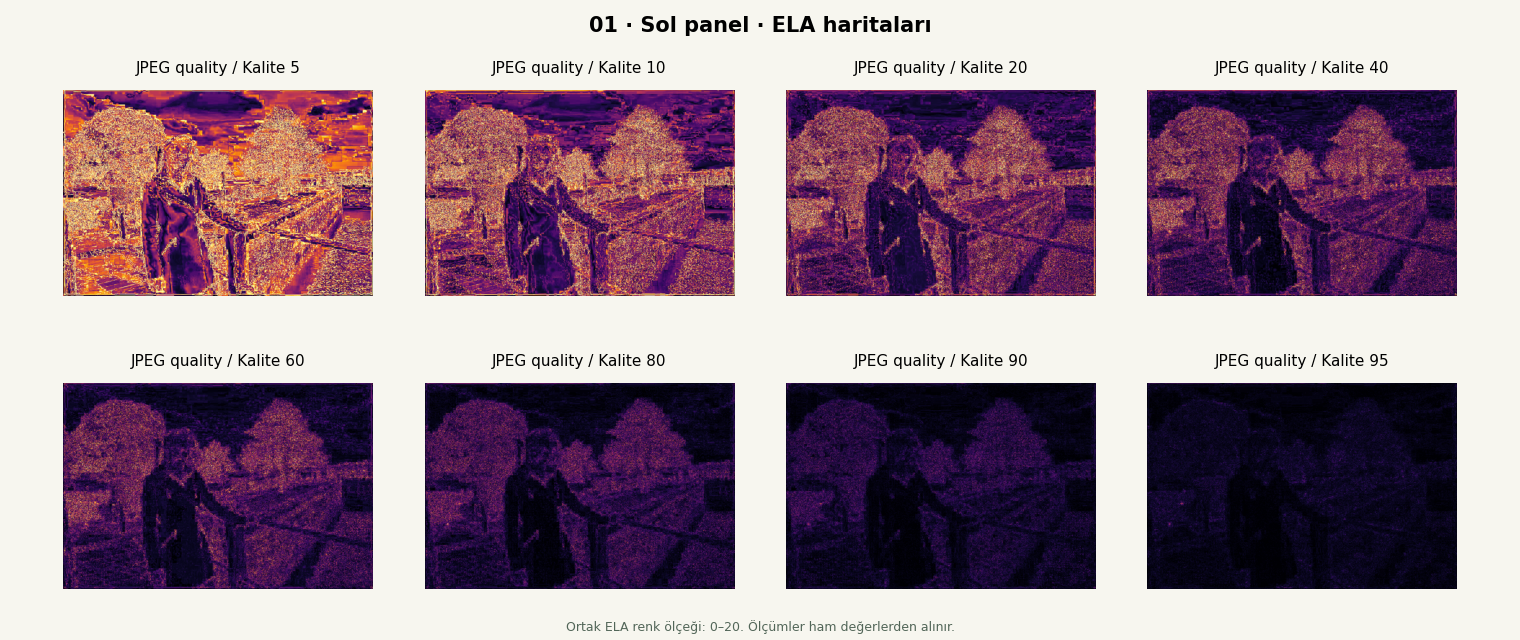 01 · Sol panel · ELA haritaları
JPEG quality / Kalite 5
JPEG quality / Kalite 10
JPEG quality / Kalite 20
JPEG quality / Kalite 40
JPEG quality / Kalite 60
JPEG quality / Kalite 80
JPEG quality / Kalite 90
JPEG quality / Kalite 95
Ortak ELA renk ölçeği: 0–20. Ölçümler ham değerlerden alınır.